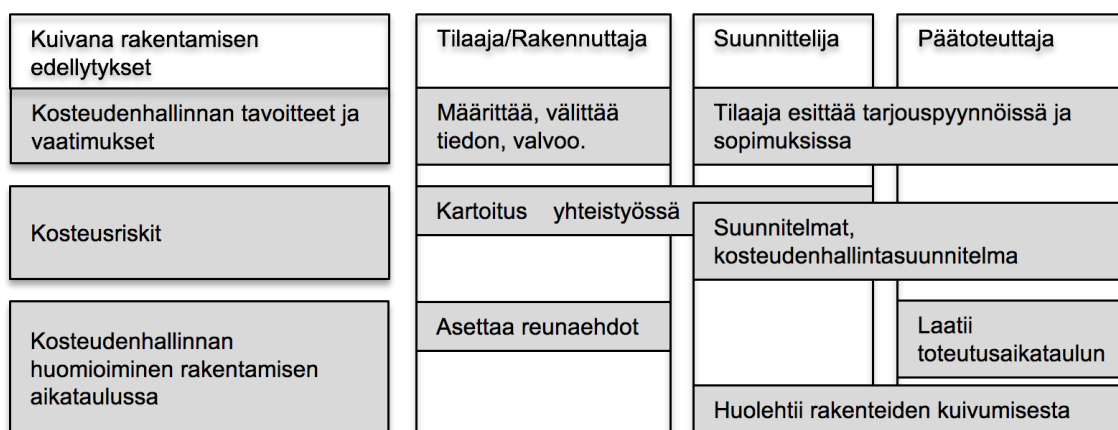 Kuivana rakentamisen
edellytykset
Tilaaja/Rakennuttaja
Suunnittelija
Päätoteuttaja
Kosteudenhallinnan tavoitteet ja
vaatimukset
Määrittää, välittää
tiedon, valvoo.
Tilaaja esittää tarjouspyynnöissä ja
sopimuksissa
Kosteusriskit
Kartoitus yhteistyössä
Suunnitelmat,
kosteudenhallintasuunnitelma
Kosteudenhallinnan
huomioiminen rakentamisen
aikataulussa
Asettaa reunaehdot
Laatii
toteutusaikataulun
Huolehtii rakenteiden kuivumisesta